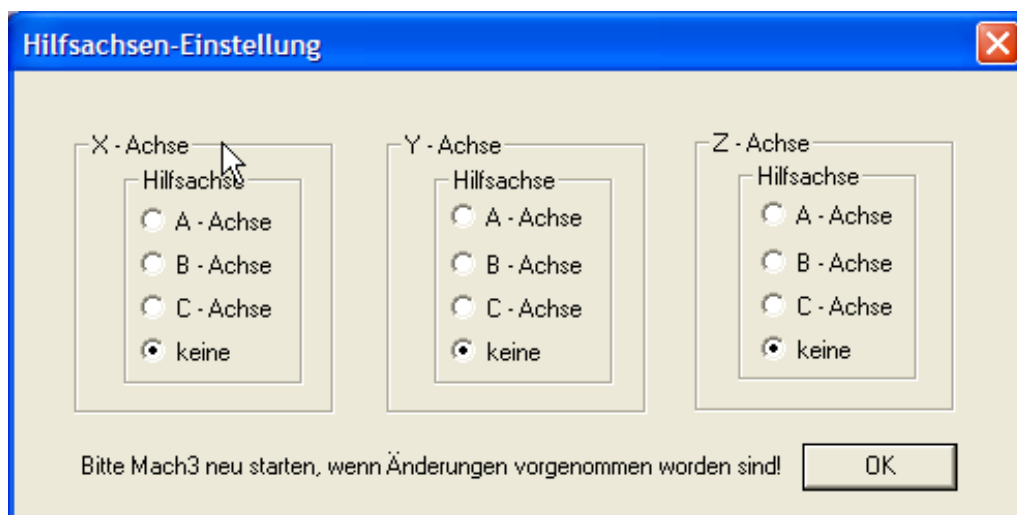 Hilfsachsen-Einstellung
X - Achse
Hilfsachse
A - Achse
B - Achse
C - Achse
keine
Y - Achse
Hilfsachse
A - Achse
B - Achse
C - Achse
keine
Z - Achse
Hilfsachse
A - Achse
B - Achse
C - Achse
keine
Bitte Mach3 neu starten, wenn Änderungen vorgenommen worden sind!
OK